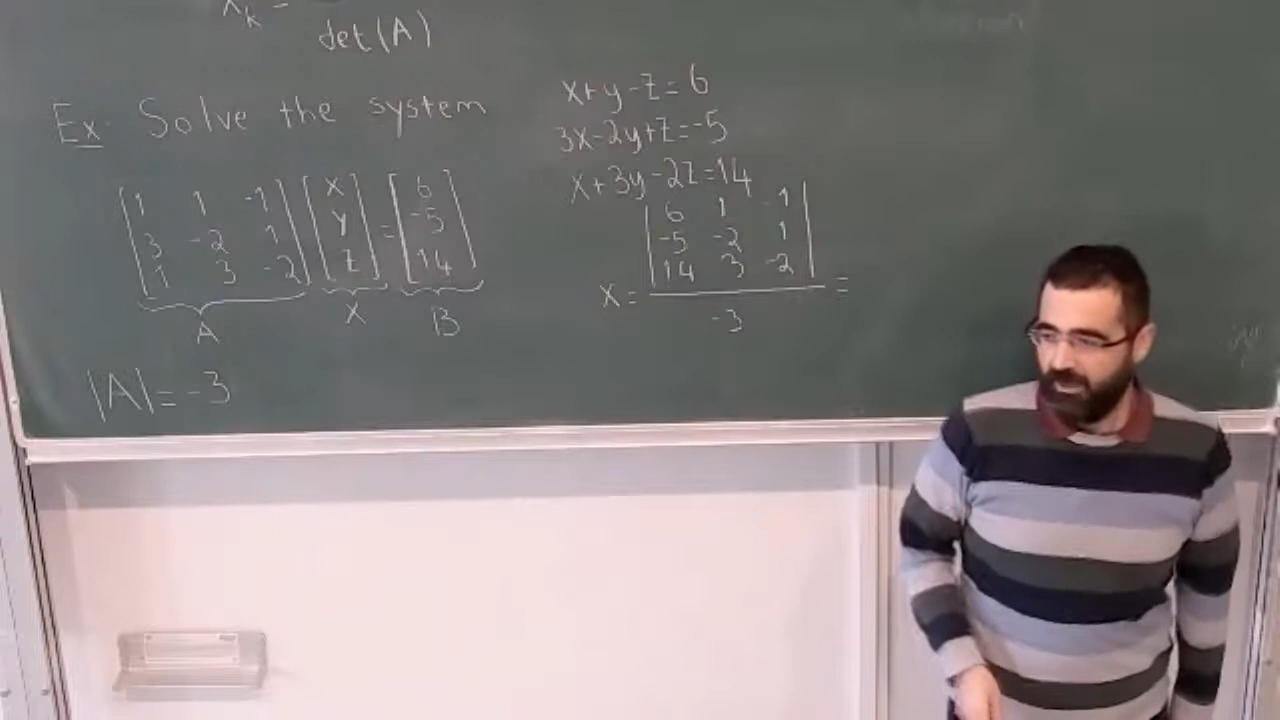 x_k =
det(A)
Ex. Solve the system
[1 1 -1; 3 -2 1; 1 3 -2] [x; y; z] = [6; -5; 14]
A X B
|A| = -3
x+y-z=6
3x-2y+z=-5
x+3y-2z=14
6 1 -1
-5 -2 1
14 3 -2
x = =
-3